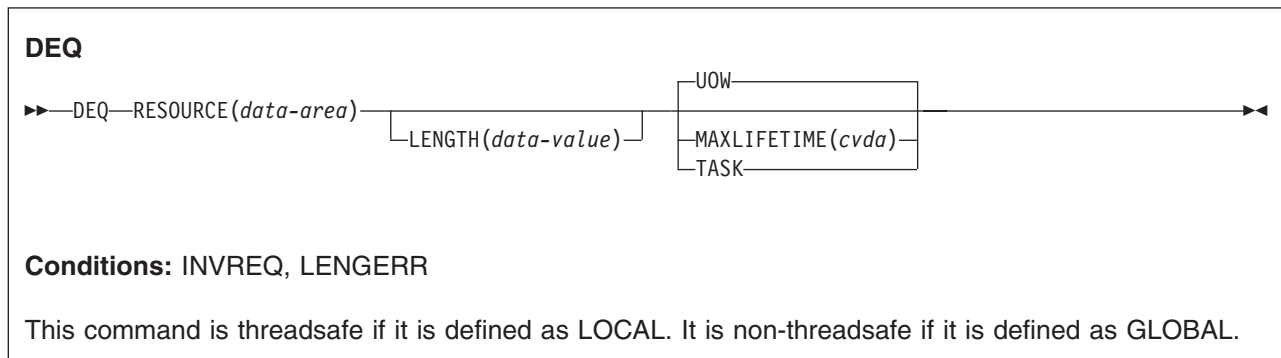 DEQ
UOW
DEQ RESOURCE(data-area)
LENGTH(data-value) MAXLIFETIME(cvda)
TASK
Conditions: INVREQ, LENGERR
This command is threadsafe if it is defined as LOCAL. It is non-threadsafe if it is defined as GLOBAL.